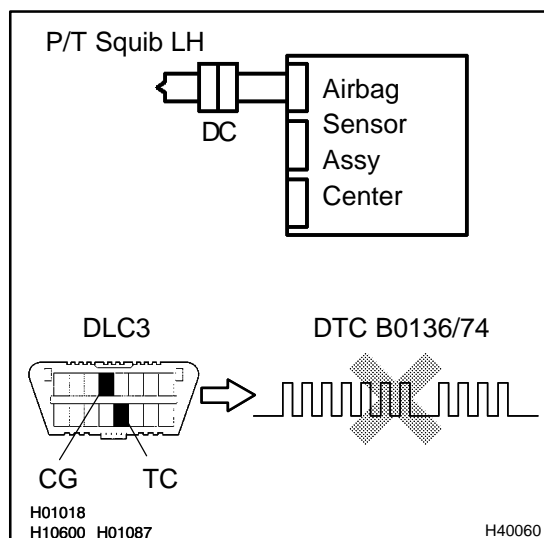 P/T Squib LH
DC
Airbag
Sensor
Assy
Center
DLC3
DTC B0136/74
CG
TC
H01018
H10600 H01087
H40060